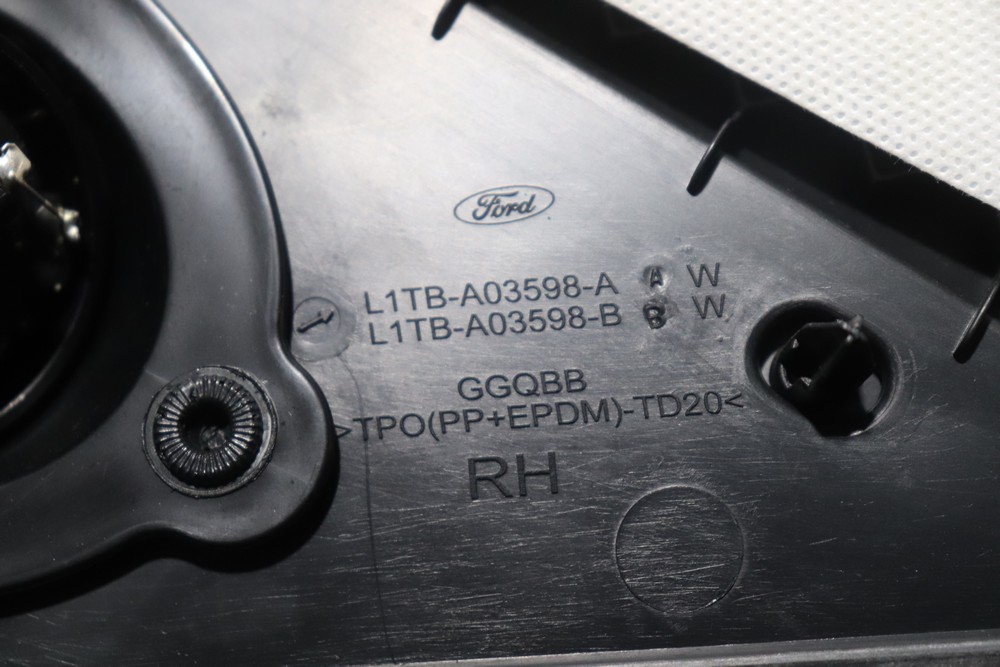 Ford
L1TB-A03598-A A W
L1TB-A03598-B B W
GGQBB
>TPO(PP+EPDM)-TD20<
RH